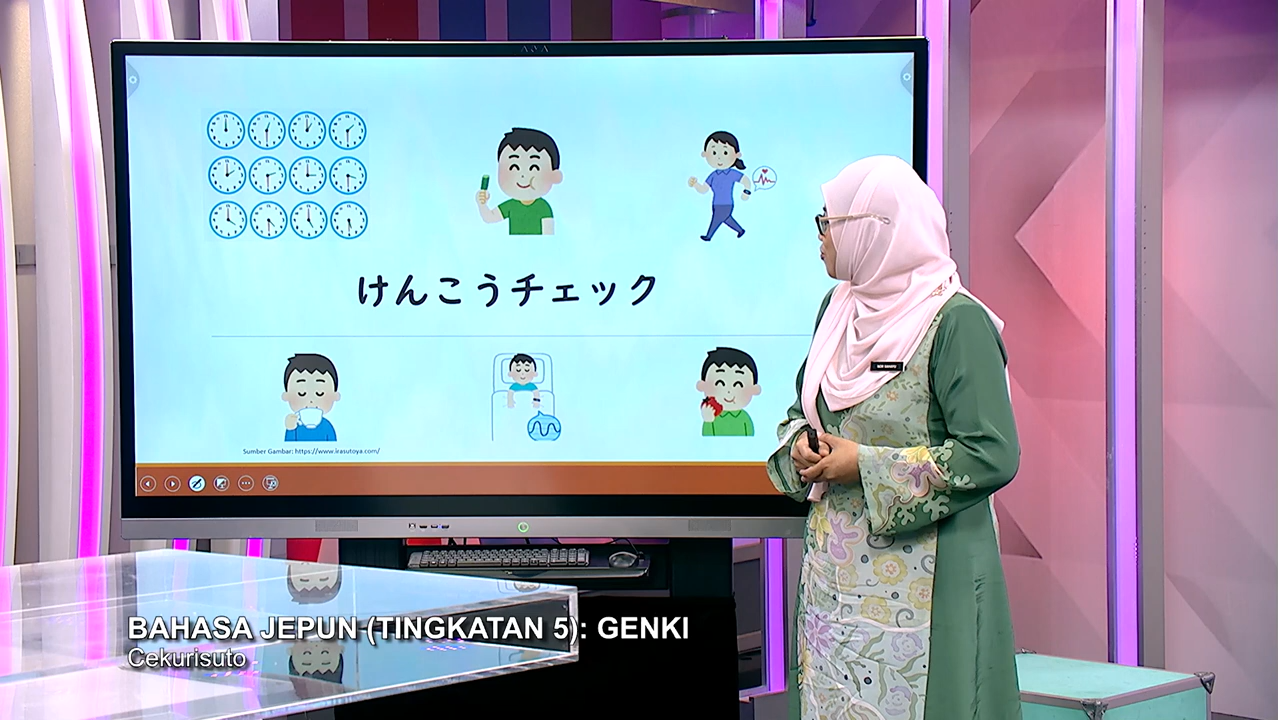 けんこうチェック
Sumber Gambar: https://www.irasutoya.com/
BAHASA JEPUN (TINGKATAN 5): GENKI
Cekurisuto